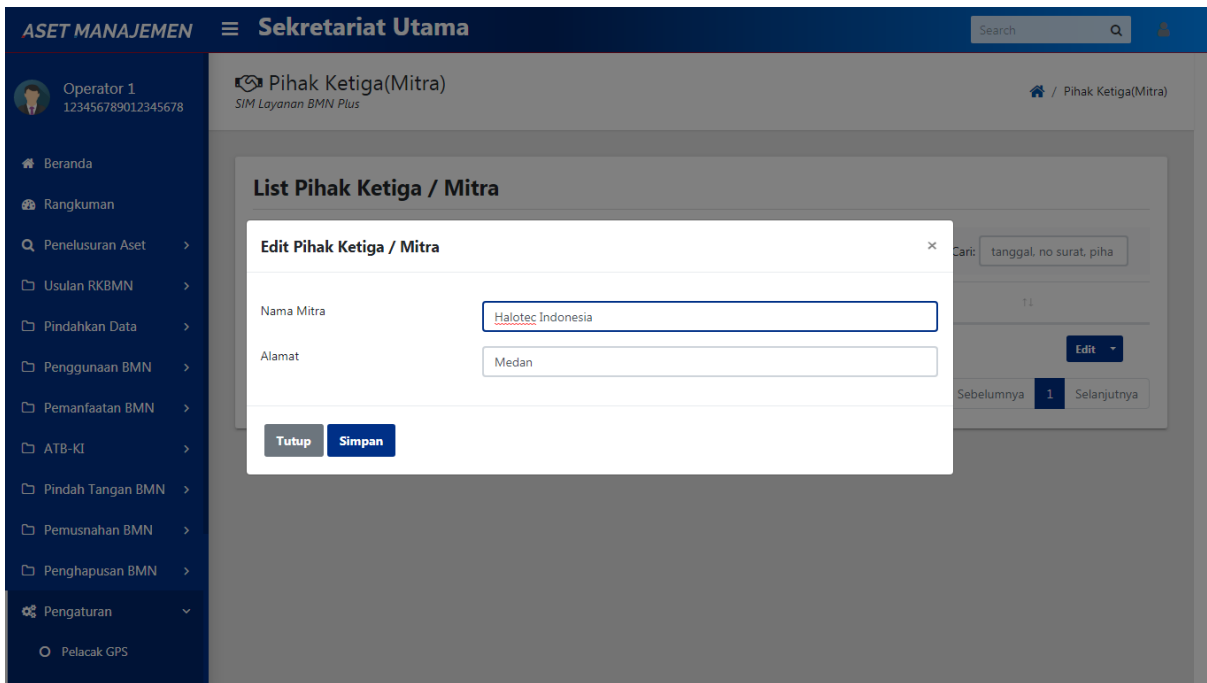 ASET MANAJEMEN
Sekretariat Utama
Search
Operator 1
123456789012345678
Pihak Ketiga(Mitra)
SIM Layanan BMN Plus
/ Pihak Ketiga(Mitra)
Beranda
Rangkuman
Penelusuran Aset
Usulan RKBMN
Pindahkan Data
Penggunaan BMN
Pemanfaatan BMN
ATB-KI
Pindah Tangan BMN
Pemusnahan BMN
Penghapusan BMN
Pengaturan
Pelacak GPS
List Pihak Ketiga / Mitra
Cari: tanggal, no surat, piha
Edit
Sebelumnya 1 Selanjutnya
Edit Pihak Ketiga / Mitra ×
Nama Mitra Halotec Indonesia
Alamat Medan
Tutup Simpan